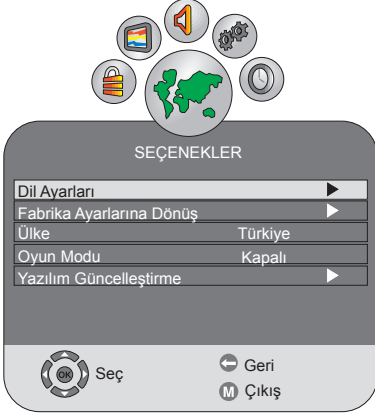 SEÇENEKLER
Dil Ayarları
Fabrika Ayarlarına Dönüş
Ülke Türkiye
Oyun Modu Kapalı
Yazılım Güncelleştirme
OK Seç
Geri
M Çıkış